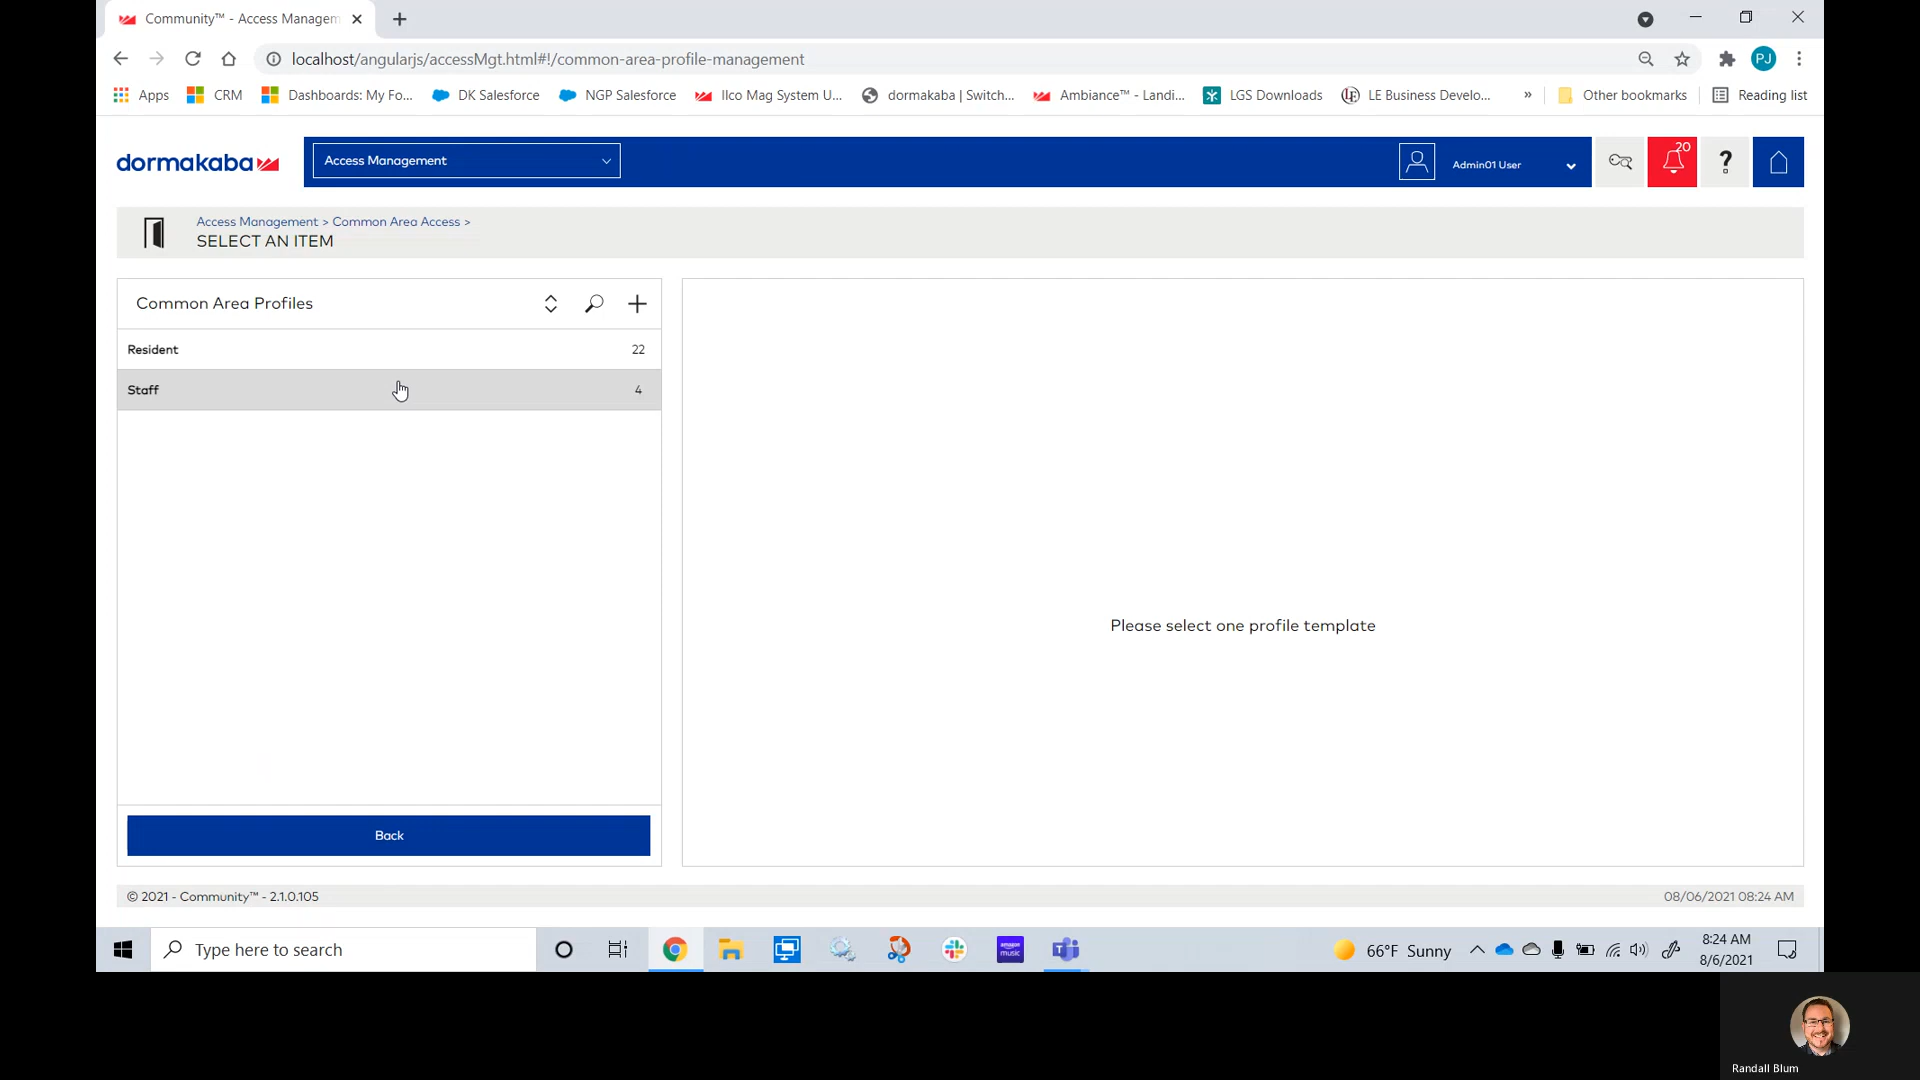 Community™ - Access Managem
localhost/angularjs/accessMgt.html#!/common-area-profile-management
PJ
Apps
CRM
Dashboards: My Fo...
DK Salesforce
NGP Salesforce
Ilco Mag System U...
dormakaba | Switch...
Ambiance™ - Landi...
LGS Downloads
LE Business Develo...
»
Other bookmarks
Reading list
dormakaba
Access Management
Admin01 User
20
?
Access Management > Common Area Access >
SELECT AN ITEM
Common Area Profiles
Resident 22
Staff 4
Please select one profile template
Back
© 2021 - Community™ - 2.1.0.105
08/06/2021 08:24 AM
Type here to search
amazon music
66°F Sunny
8:24 AM
8/6/2021
Randall Blum